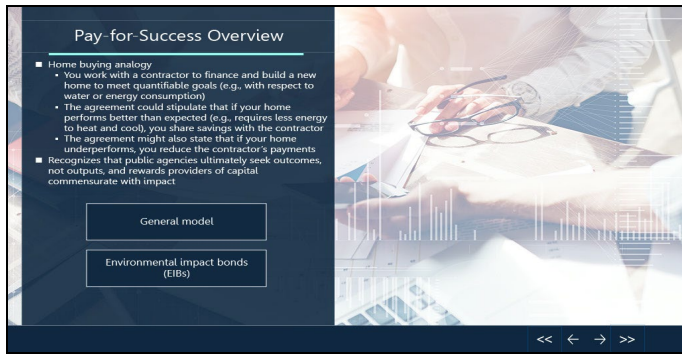 Pay-for-Success Overview
■ Home buying analogy
▪ You work with a contractor to finance and build a new
home to meet quantifiable goals (e.g., with respect to
water or energy consumption)
▪ The agreement could stipulate that if your home
performs better than expected (e.g., requires less energy
to heat and cool), you share savings with the contractor
▪ The agreement might also state that if your home
underperforms, you reduce the contractor's payments
■ Recognizes that public agencies ultimately seek outcomes,
not outputs, and rewards providers of capital
commensurate with impact
General model
Environmental impact bonds
(EIBs)
<< ← → >>